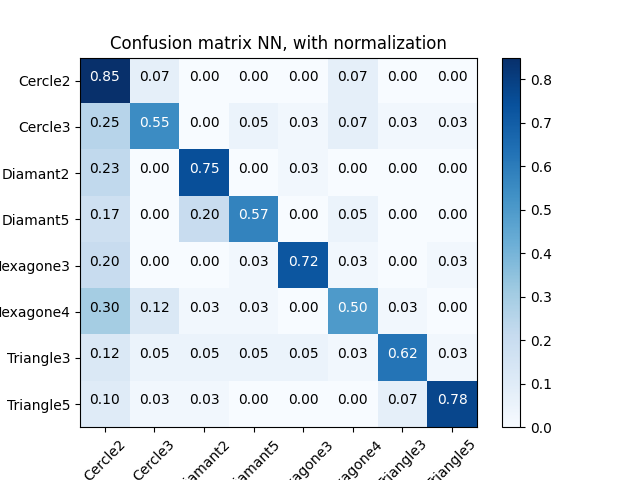 Confusion matrix NN, with normalization
Cercle2 0.85 0.07 0.00 0.00 0.00 0.07 0.00 0.00
Cercle3 0.25 0.55 0.00 0.05 0.03 0.07 0.03 0.03
Diamant2 0.23 0.00 0.75 0.00 0.03 0.00 0.00 0.00
Diamant5 0.17 0.00 0.20 0.57 0.00 0.05 0.00 0.00
exagone3 0.20 0.00 0.00 0.03 0.72 0.03 0.00 0.03
exagone4 0.30 0.12 0.03 0.03 0.00 0.50 0.03 0.00
Triangle3 0.12 0.05 0.05 0.05 0.05 0.03 0.62 0.03
Triangle5 0.10 0.03 0.03 0.00 0.00 0.00 0.07 0.78
Cercle2 Cercle3 iamant2 iamant5 xagone3 xagone4 Triangle3 Triangle5
0.8
0.7
0.6
0.5
0.4
0.3
0.2
0.1
0.0